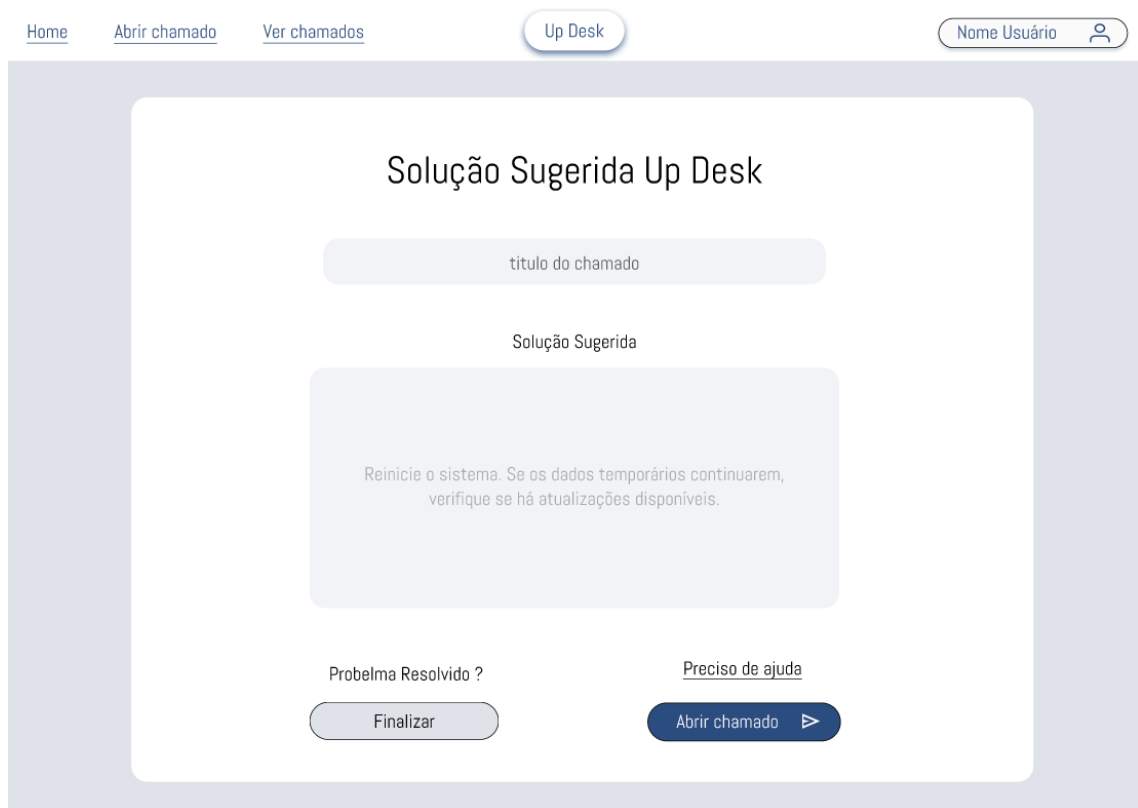 Home
Abrir chamado
Ver chamados
Up Desk
Nome Usuário
Solução Sugerida Up Desk
titulo do chamado
Solução Sugerida
Reinicie o sistema. Se os dados temporários continuarem,
verifique se há atualizações disponíveis.
Probelma Resolvido ?
Preciso de ajuda
Finalizar
Abrir chamado